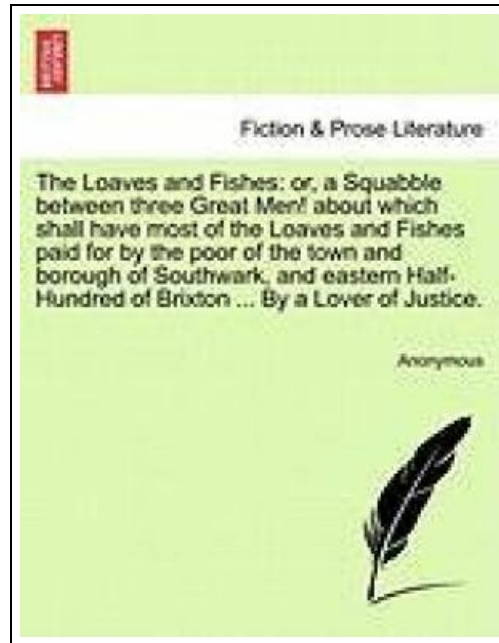 Fiction & Prose Literature
The Loaves and Fishes: or, a Squabble
between three Great Men! about which
shall have most of the Loaves and Fishes
paid for by the poor of the town and
borough of Southwark, and eastern Half-
Hundred of Brixton ... By a Lover of Justice.
Anonymous